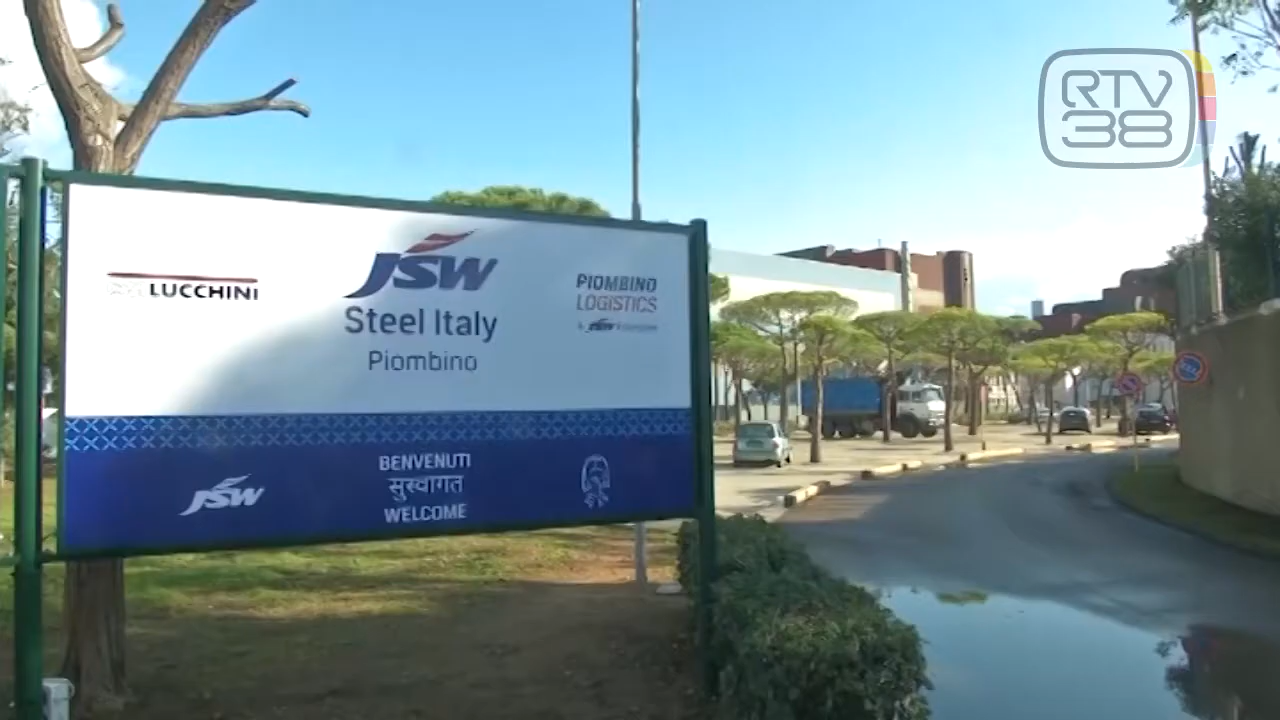 RTV
38
LUCCHINI
JSW
Steel Italy
Piombino
PIOMBINO
LOGISTICS
JSW
BENVENUTI
सुस्वागत
WELCOME